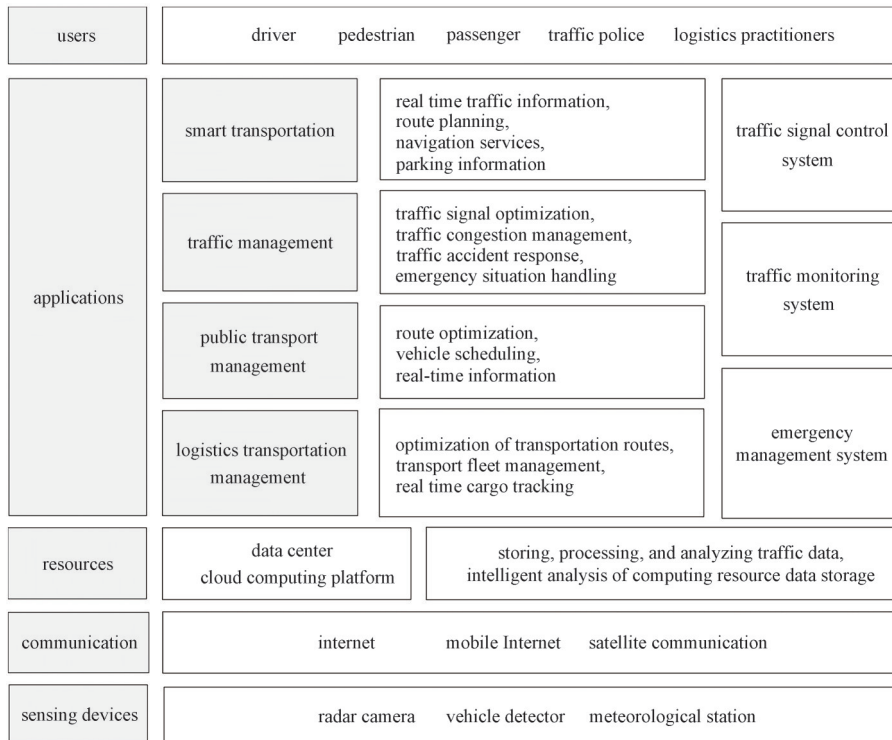 users
driver pedestrian passenger traffic police logistics practitioners
applications
smart transportation
real time traffic information,
route planning,
navigation services,
parking information
traffic management
traffic signal optimization,
traffic congestion management,
traffic accident response,
emergency situation handling
public transport
management
route optimization,
vehicle scheduling,
real-time information
logistics transportation
management
optimization of transportation routes,
transport fleet management,
real time cargo tracking
traffic signal control
system
traffic monitoring
system
emergency
management system
resources
data center
cloud computing platform
storing, processing, and analyzing traffic data,
intelligent analysis of computing resource data storage
communication
internet mobile Internet satellite communication
sensing devices
radar camera vehicle detector meteorological station